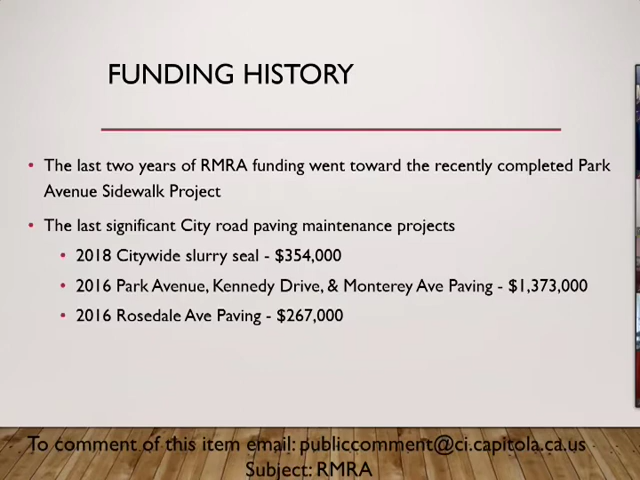 FUNDING HISTORY
• The last two years of RMRA funding went toward the recently completed Park
Avenue Sidewalk Project
• The last significant City road paving maintenance projects
• 2018 Citywide slurry seal - $354,000
• 2016 Park Avenue, Kennedy Drive, & Monterey Ave Paving - $1,373,000
• 2016 Rosedale Ave Paving - $267,000
To comment of this item email: publiccomment@ci.capitola.ca.us
Subject: RMRA